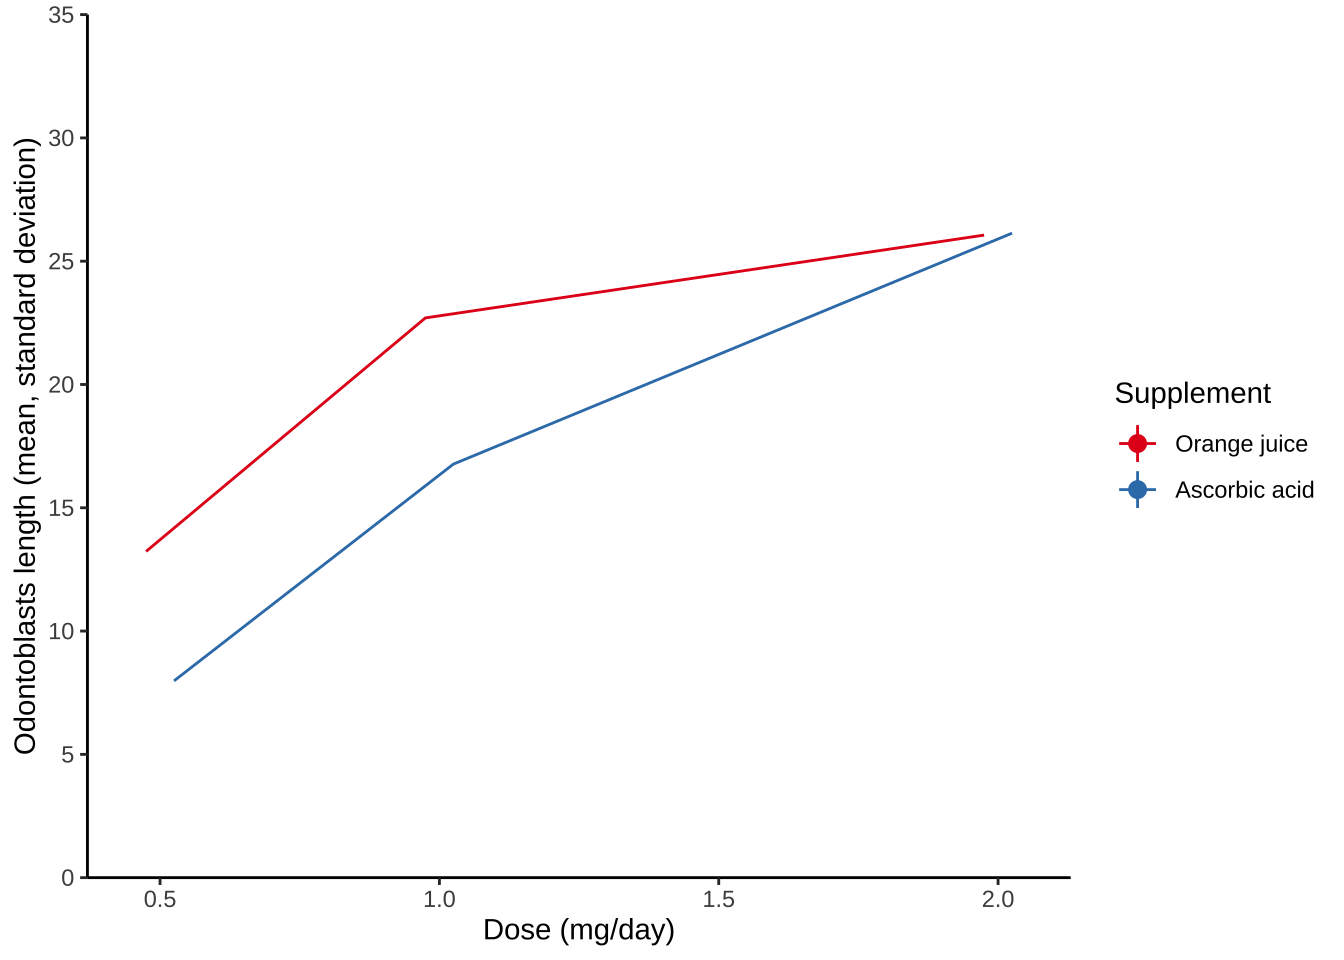 35
30
25
20
15
10
5
0
Odontoblasts length (mean, standard deviation)
0.5 1.0 1.5 2.0
Dose (mg/day)
Supplement
Orange juice
Ascorbic acid